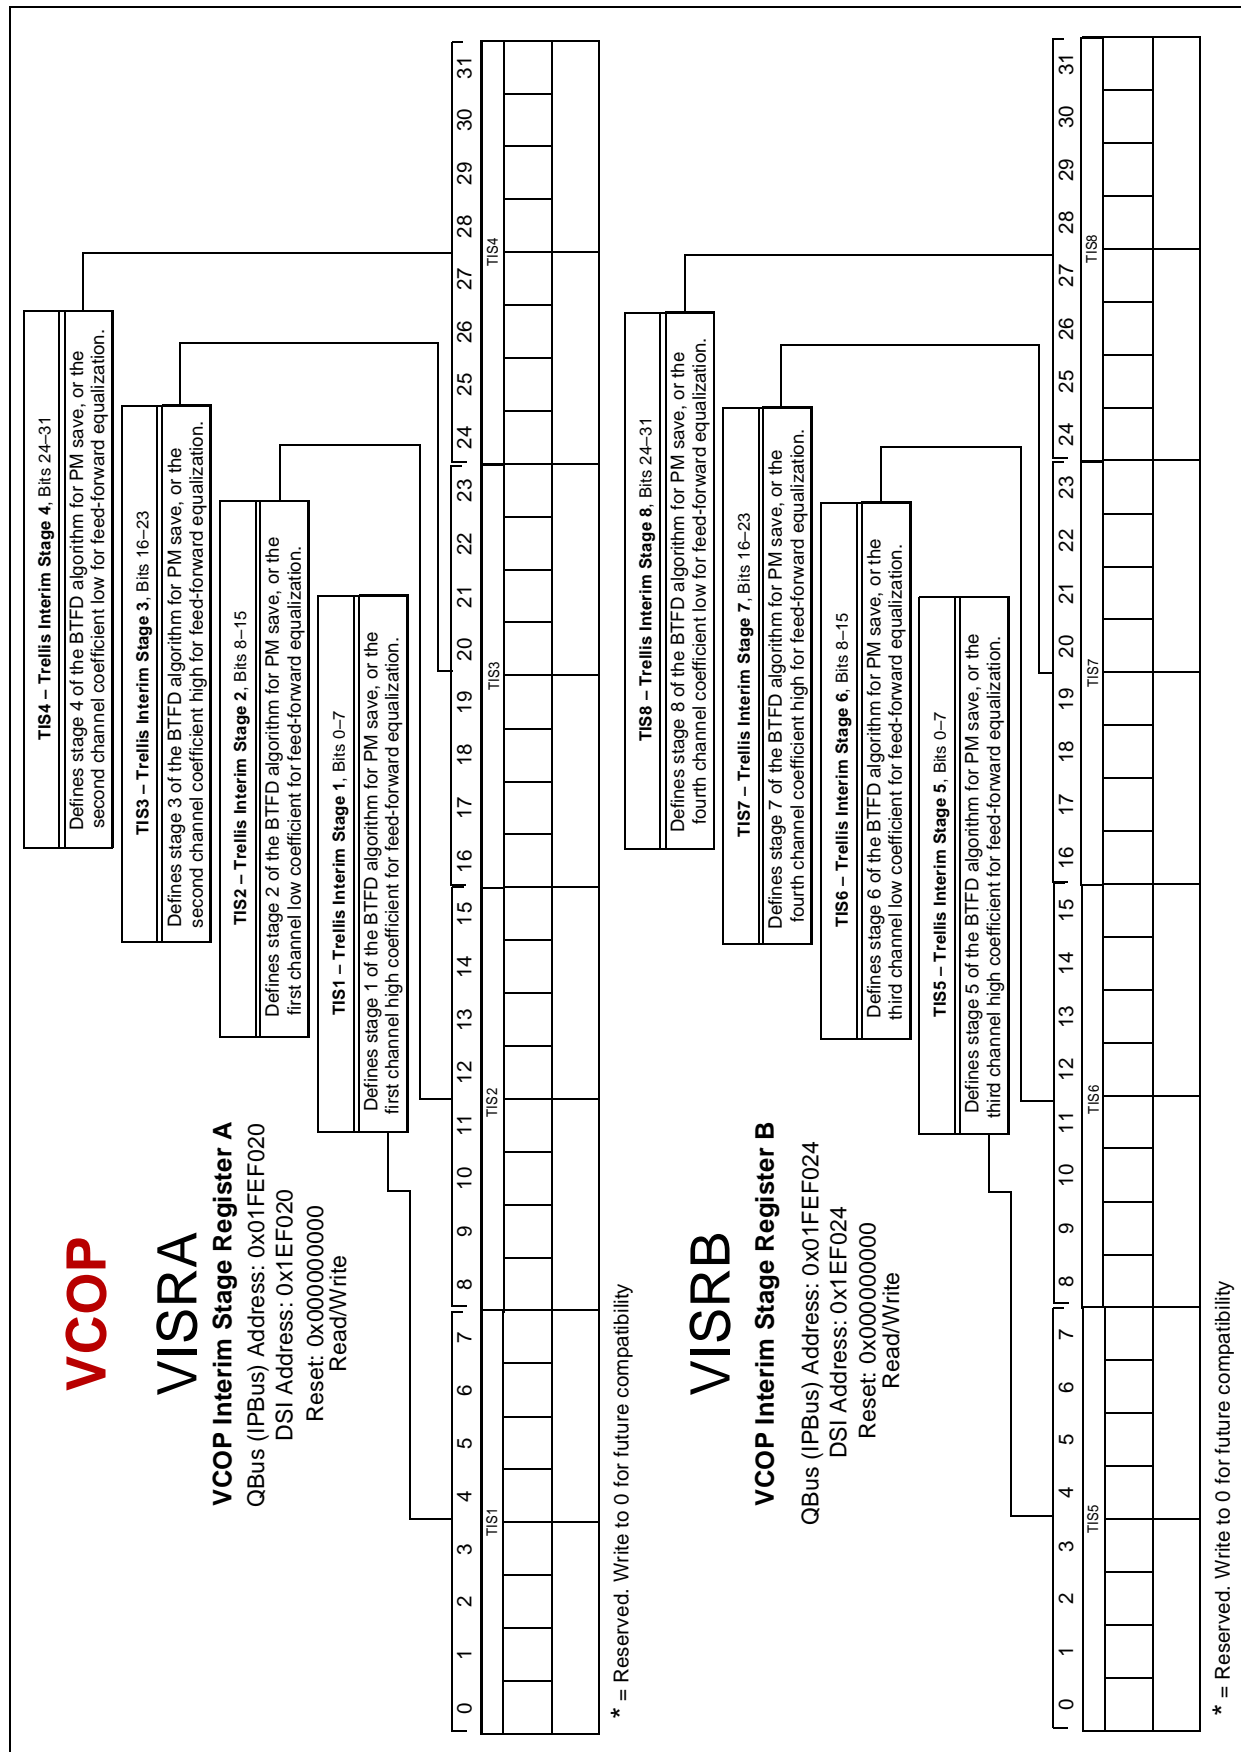 VCOP
VISRA
VCOP Interim Stage Register A
QBus (IPBus) Address: 0x01FEF020
DSI Address: 0x1EF020
Reset: 0x000000000
Read/Write
TIS4 – Trellis Interim Stage 4, Bits 24–31
Defines stage 4 of the BTFD algorithm for PM save, or the
second channel coefficient low for feed-forward equalization.
TIS3 – Trellis Interim Stage 3, Bits 16–23
Defines stage 3 of the BTFD algorithm for PM save, or the
second channel coefficient high for feed-forward equalization.
TIS2 – Trellis Interim Stage 2, Bits 8–15
Defines stage 2 of the BTFD algorithm for PM save, or the
first channel low coefficient for feed-forward equalization.
TIS1 – Trellis Interim Stage 1, Bits 0–7
Defines stage 1 of the BTFD algorithm for PM save, or the
first channel high coefficient for feed-forward equalization.
0 1 2 3 4 5 6 7 8 9 10 11 12 13 14 15 16 17 18 19 20 21 22 23 24 25 26 27 28 29 30 31
TIS1 TIS2 TIS3 TIS4
* = Reserved. Write to 0 for future compatibility
VISRB
VCOP Interim Stage Register B
QBus (IPBus) Address: 0x01FEF024
DSI Address: 0x1EF024
Reset: 0x000000000
Read/Write
TIS8 – Trellis Interim Stage 8, Bits 24–31
Defines stage 8 of the BTFD algorithm for PM save, or the
fourth channel coefficient low for feed-forward equalization.
TIS7 – Trellis Interim Stage 7, Bits 16–23
Defines stage 7 of the BTFD algorithm for PM save, or the
fourth channel coefficient high for feed-forward equalization.
TIS6 – Trellis Interim Stage 6, Bits 8–15
Defines stage 6 of the BTFD algorithm for PM save, or the
third channel low coefficient for feed-forward equalization.
TIS5 – Trellis Interim Stage 5, Bits 0–7
Defines stage 5 of the BTFD algorithm for PM save, or the
third channel high coefficient for feed-forward equalization.
0 1 2 3 4 5 6 7 8 9 10 11 12 13 14 15 16 17 18 19 20 21 22 23 24 25 26 27 28 29 30 31
TIS5 TIS6 TIS7 TIS8
* = Reserved. Write to 0 for future compatibility